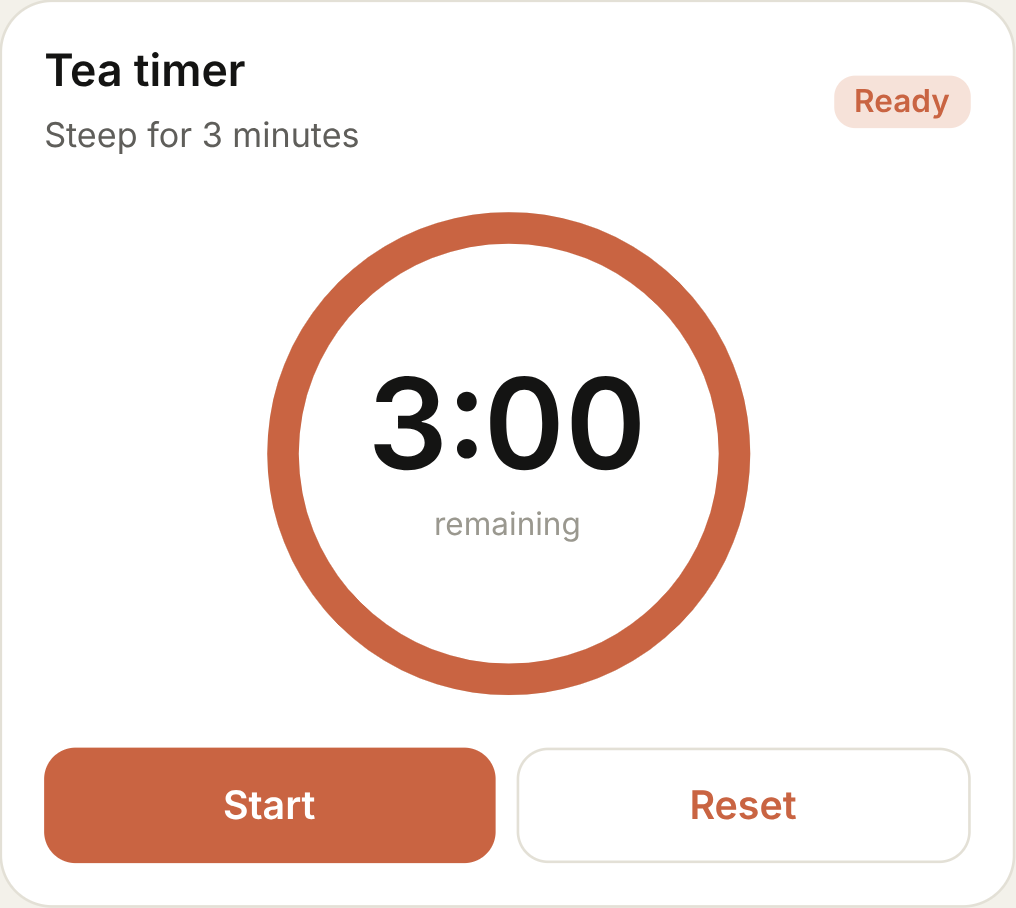 Tea timer
Steep for 3 minutes
Ready
3:00
remaining
Start
Reset